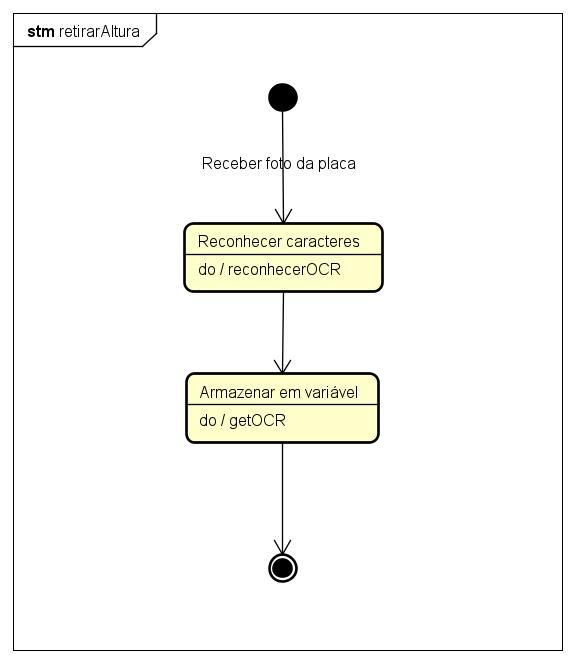 stm retirarAltura
Receber foto da placa
Reconhecer caracteres
do / reconhecerOCR
Armazenar em variável
do / getOCR